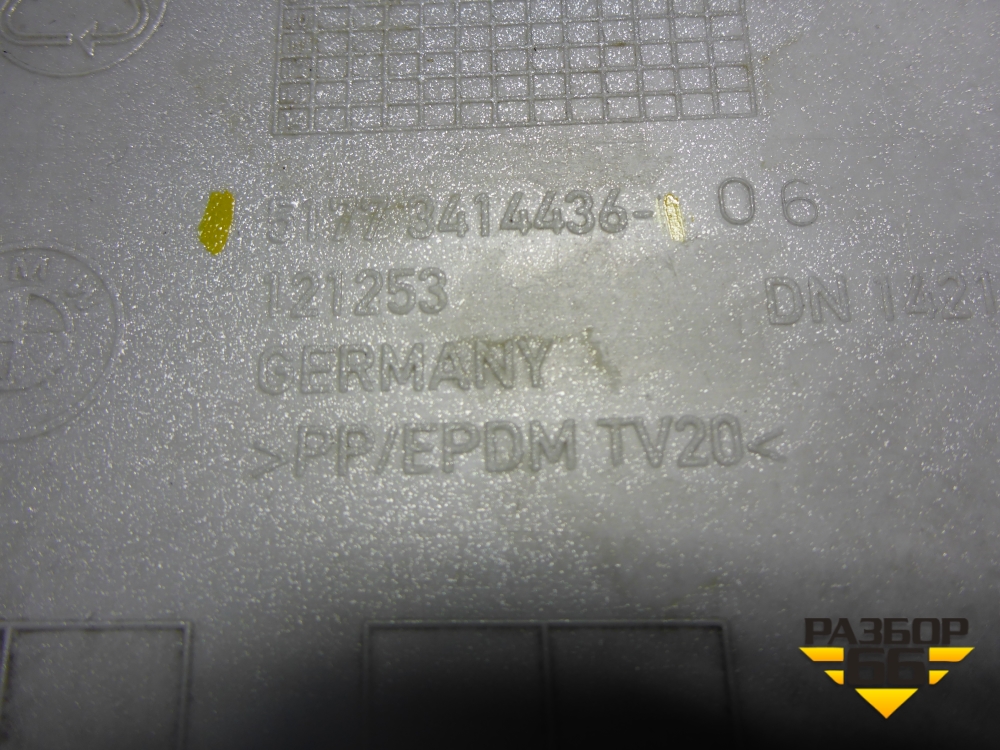 5177 3414436- 06
121253
DN 1421
GERMANY
>PP/EPDM TV20<
РАЗБОР
66